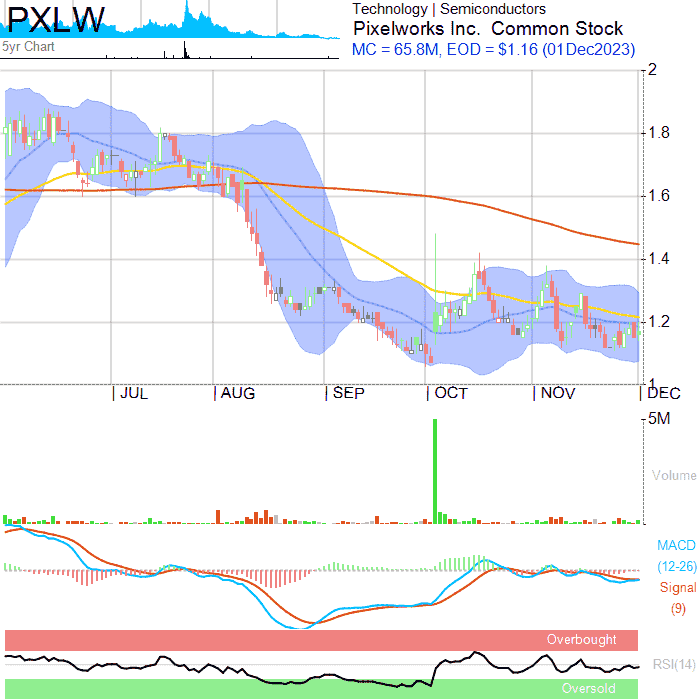 PXLW
5yr Chart
Technology | Semiconductors
Pixelworks Inc. Common Stock
MC = 65.8M, EOD = $1.16 (01Dec2023)
2
1.8
1.6
1.4
1.2
1
JUL AUG SEP OCT NOV DEC
5M
Volume
MACD
(12-26)
Signal
(9)
Overbought
RSI(14)
Oversold